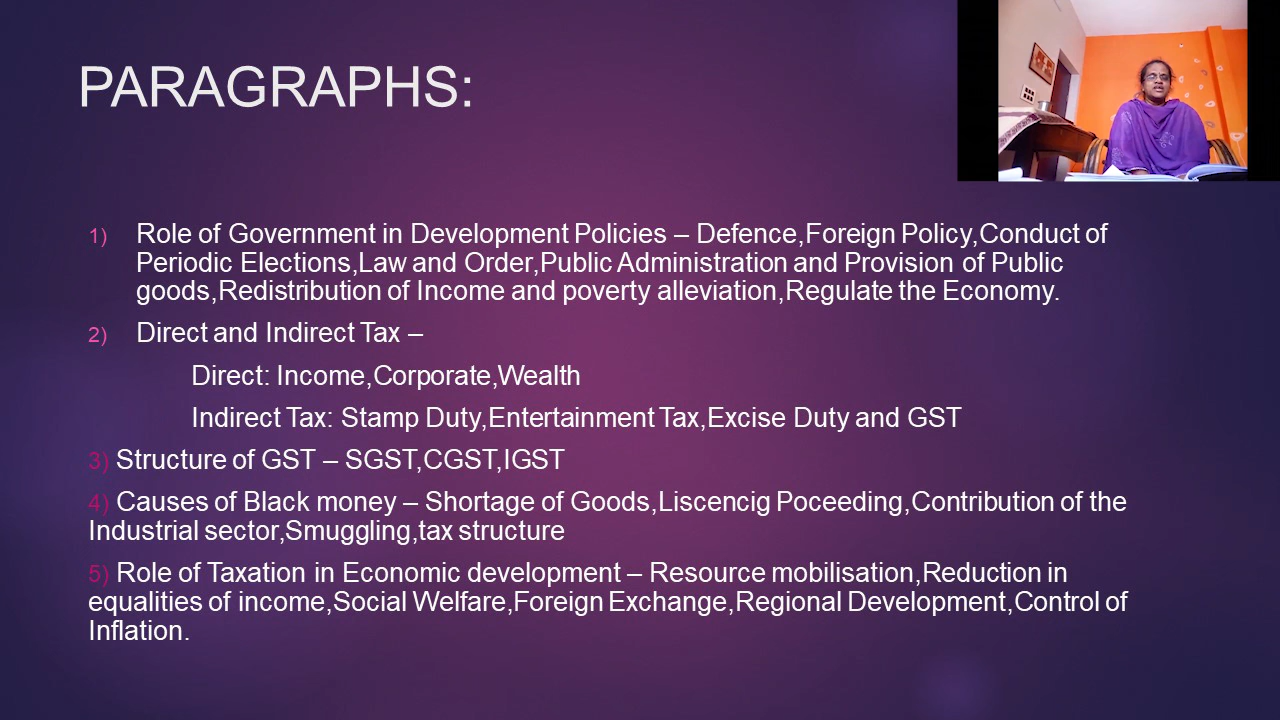 PARAGRAPHS:
1) Role of Government in Development Policies – Defence,Foreign Policy,Conduct of
Periodic Elections,Law and Order,Public Administration and Provision of Public
goods,Redistribution of Income and poverty alleviation,Regulate the Economy.
2) Direct and Indirect Tax –
Direct: Income,Corporate,Wealth
Indirect Tax: Stamp Duty,Entertainment Tax,Excise Duty and GST
3) Structure of GST – SGST,CGST,IGST
4) Causes of Black money – Shortage of Goods,Liscencig Poceeding,Contribution of the
Industrial sector,Smuggling,tax structure
5) Role of Taxation in Economic development – Resource mobilisation,Reduction in
equalities of income,Social Welfare,Foreign Exchange,Regional Development,Control of
Inflation.